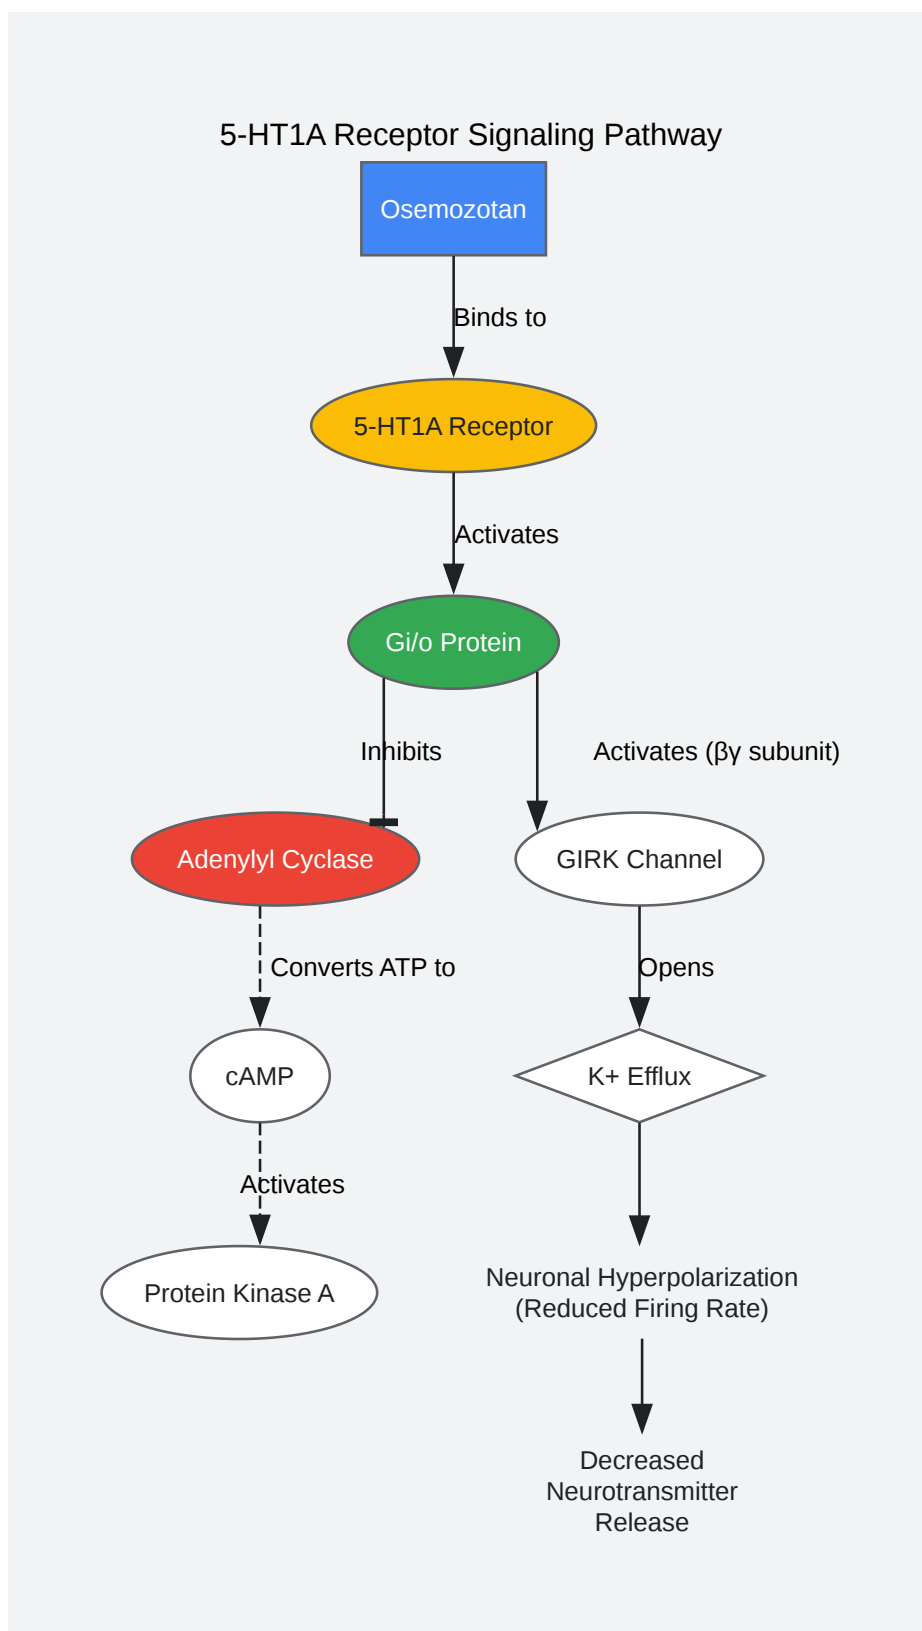 5-HT1A Receptor Signaling Pathway
Osemozotan
Binds to
5-HT1A Receptor
Activates
Gi/o Protein
Inhibits
Activates (βγ subunit)
Adenylyl Cyclase
GIRK Channel
Converts ATP to
Opens
cAMP
K+ Efflux
Activates
Protein Kinase A
Neuronal Hyperpolarization
(Reduced Firing Rate)
Decreased
Neurotransmitter
Release